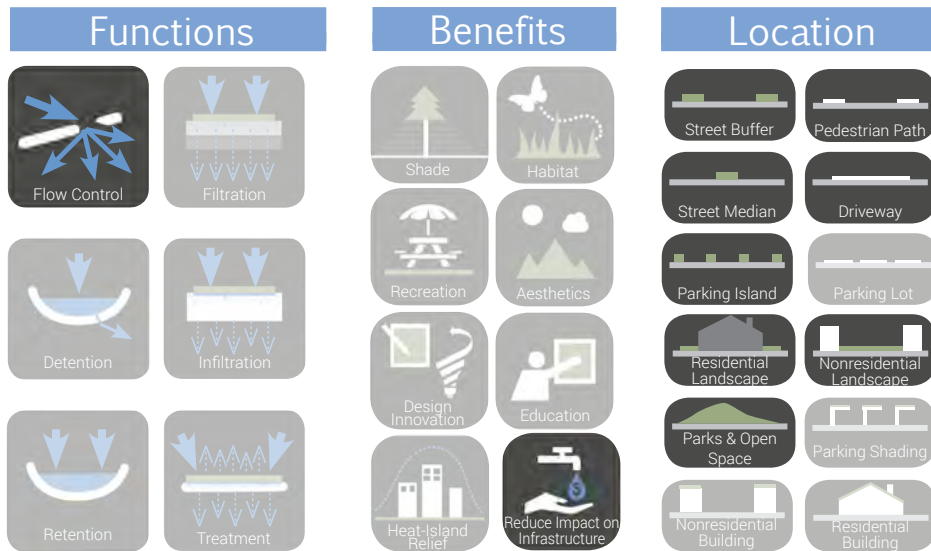 Functions
Flow Control
Filtration
Detention
Infiltration
Retention
Treatment
Benefits
Shade
Habitat
Recreation
Aesthetics
Design
Innovation
Education
Heat-Island
Relief
Reduce Impact on
Infrastructure
$
Location
Street Buffer
Pedestrian Path
Street Median
Driveway
Parking Island
Parking Lot
Residential
Landscape
Nonresidential
Landscape
Parks & Open
Space
Parking Shading
Nonresidential
Building
Residential
Building